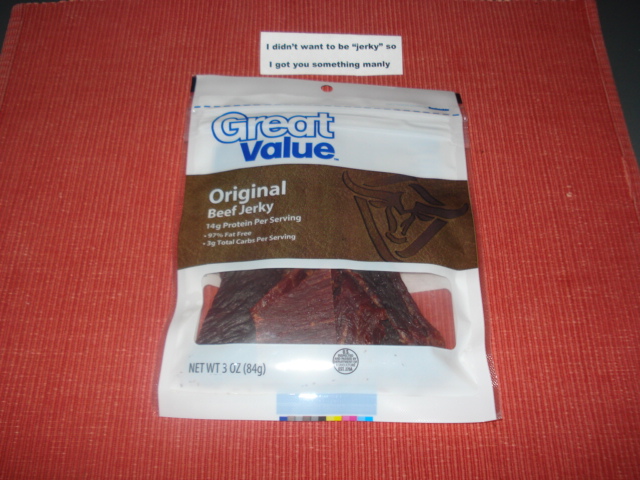 I didn't want to be "jerky" so
I got you something manly
Great
Value™
Original
Beef Jerky
14g Protein Per Serving
• 97% Fat Free
• 3g Total Carbs Per Serving
NET WT 3 OZ (84g)